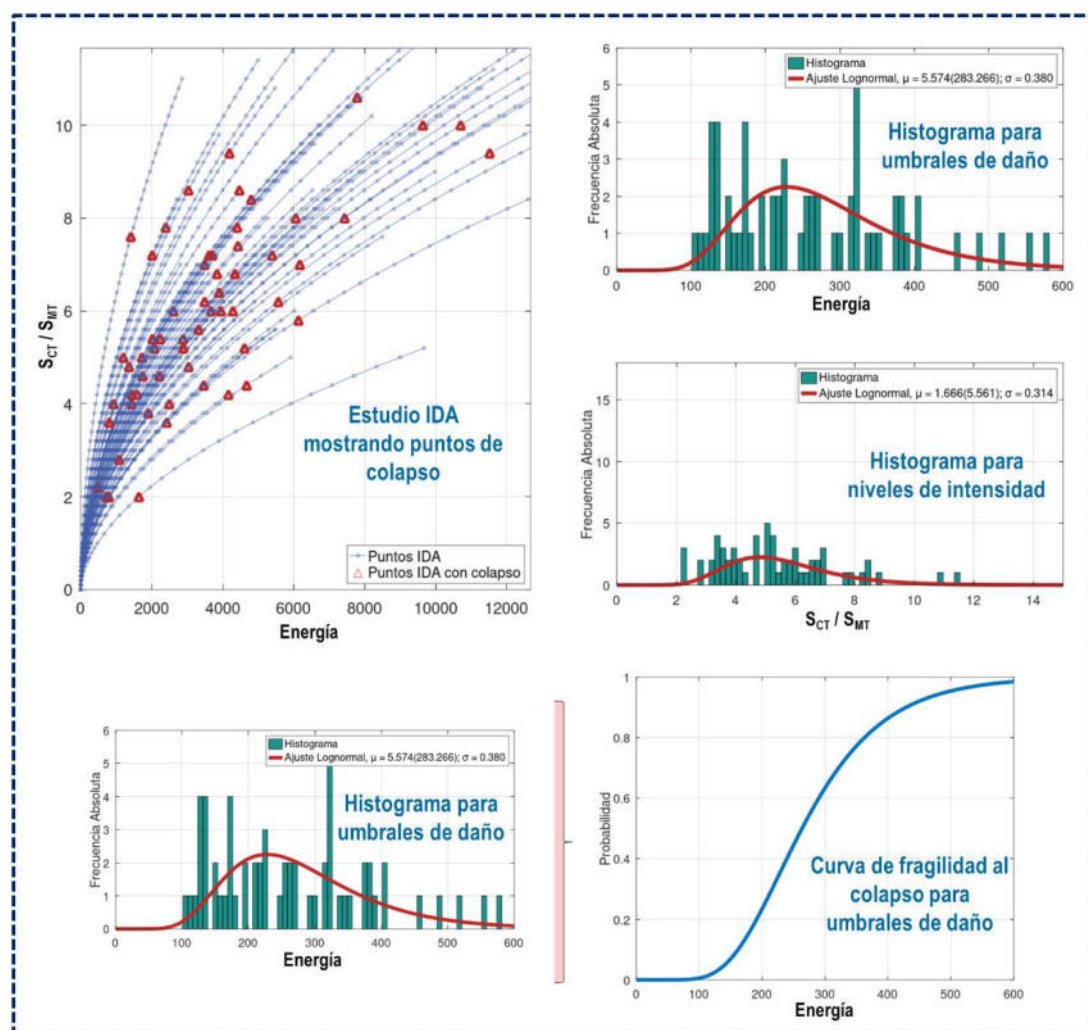 10
8
6
4
2
0
S_CT / S_MT
0 2000 4000 6000 8000 10000 12000
Energía
Estudio IDA
mostrando puntos de
colapso
Puntos IDA
Puntos IDA con colapso
6
5
4
3
2
1
0
Frecuencia Absoluta
0 100 200 300 400 500 600
Energía
Histograma
Ajuste Lognormal, μ = 5.574(283.266); σ = 0.380
Histograma para
umbrales de daño
15
10
5
0
Frecuencia Absoluta
0 2 4 6 8 10 12 14
S_CT / S_MT
Histograma
Ajuste Lognormal, μ = 1.666(5.561); σ = 0.314
Histograma para
niveles de intensidad
6
5
4
3
2
1
0
Frecuencia Absoluta
0 100 200 300 400 500 600
Energía
Histograma
Ajuste Lognormal, μ = 5.574(283.266); σ = 0.380
Histograma para
umbrales de daño
1
0.8
0.6
0.4
0.2
0
Probabilidad
0 100 200 300 400 500 600
Energía
Curva de fragilidad al
colapso para
umbrales de daño